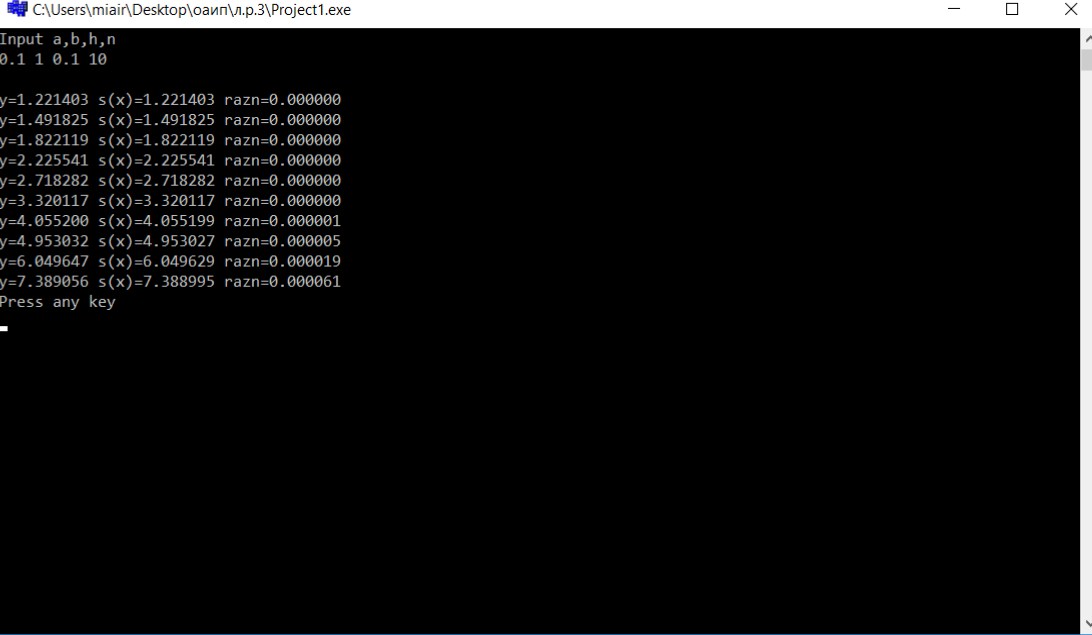 C:\Users\miair\Desktop\оаип\л.р.3\Project1.exe
Input a,b,h,n
0.1 1 0.1 10
y=1.221403 s(x)=1.221403 razn=0.000000
y=1.491825 s(x)=1.491825 razn=0.000000
y=1.822119 s(x)=1.822119 razn=0.000000
y=2.225541 s(x)=2.225541 razn=0.000000
y=2.718282 s(x)=2.718282 razn=0.000000
y=3.320117 s(x)=3.320117 razn=0.000000
y=4.055200 s(x)=4.055199 razn=0.000001
y=4.953032 s(x)=4.953027 razn=0.000005
y=6.049647 s(x)=6.049629 razn=0.000019
y=7.389056 s(x)=7.388995 razn=0.000061
Press any key